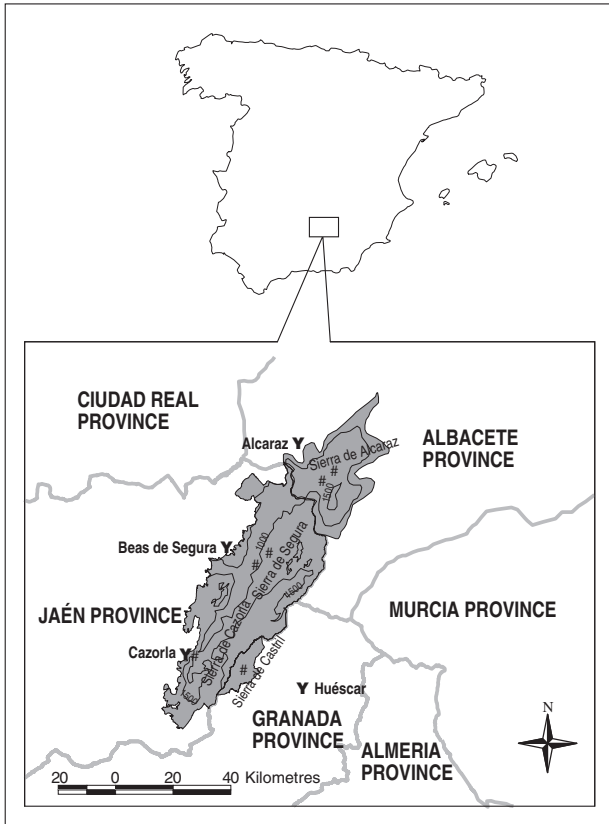 CIUDAD REAL
PROVINCE
Alcaraz Y
Sierra de Alcaraz
ALBACETE
PROVINCE
# #
1500
Beas de Segura Y
1000
# #
Sierra de Segura
1500
JAÉN PROVINCE
MURCIA PROVINCE
Cazorla Y #
Sierra de Cazorla
1500
#
Sierra de Castril
Y Huéscar
GRANADA
PROVINCE
ALMERIA
PROVINCE
N
20 0 20 40 Kilometres